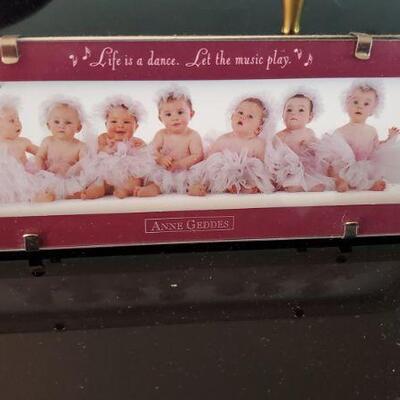 Life is a dance. Let the music play.
ANNE GEDDES